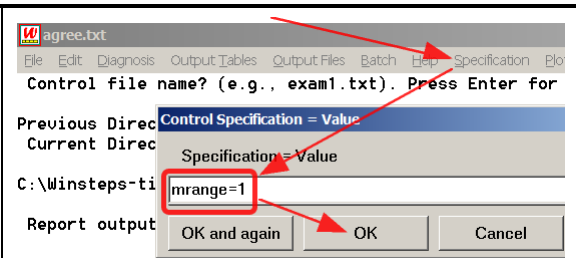 W agree.txt
File Edit Diagnosis Output Tables Output Files Batch Help Specification Plo
Control file name? (e.g., exam1.txt). Press Enter for
Previous Direc
Control Specification = Value
Current Direc
Specification = Value
C:\Winsteps-ti
mrange=1
Report output
OK and again OK Cancel